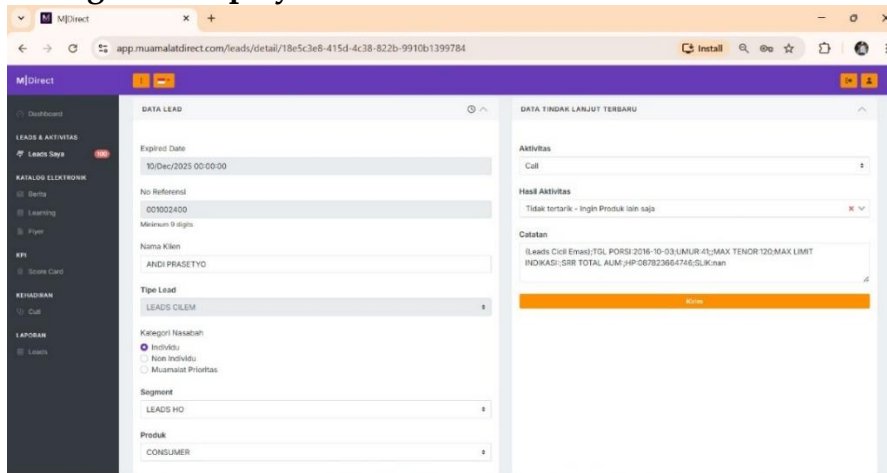 M|Direct
app.muamalatdirect.com/leads/detail/18e5c3e8-415d-4c38-822b-9910b1399784
Install
M|Direct
Dashboard
LEADS & AKTIVITAS
Leads Saya 100
KATALOG ELEKTRONIK
Berita
Learning
Flyer
KPI
Score Card
KEHADIRAN
Cuti
LAPORAN
Leads
DATA LEAD
Expired Date
10/Dec/2025 00:00:00
No Referensi
001002400
Minimum 9 digits
Nama Klien
ANDI PRASETYO
Tipe Lead
LEADS CILEM
Kategori Nasabah
Individu
Non Individu
Muamalat Prioritas
Segment
LEADS HO
Produk
CONSUMER
DATA TINDAK LANJUT TERBARU
Aktivitas
Call
Hasil Aktivitas
Tidak tertarik - Ingin Produk lain saja
Catatan
(Leads Cicil Emas);TGL PORSI:2016-10-03;UMUR:41;;MAX TENOR:120;MAX LIMIT
INDIKASI:;SRR TOTAL AUM:;HP:087823664746;SLIK:nan
Kirim